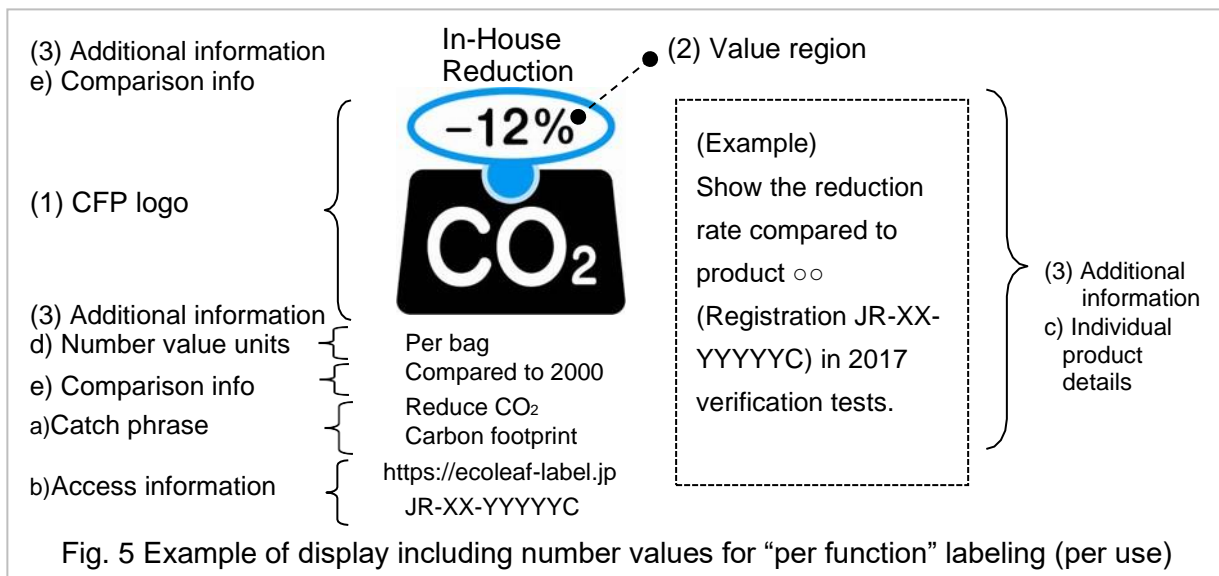 (3) Additional information
e) Comparison info
In-House
Reduction
(2) Value region
−12%
(1) CFP logo
CO₂
(3) Additional information
d) Number value units
e) Comparison info
a)Catch phrase
b)Access information
Per bag
Compared to 2000
Reduce CO₂
Carbon footprint
https://ecoleaf-label.jp
JR-XX-YYYYYC
(Example)
Show the reduction
rate compared to
product ○○
(Registration JR-XX-
YYYYYC) in 2017
verification tests.
(3) Additional
information
c) Individual
product
details
Fig. 5 Example of display including number values for “per function” labeling (per use)